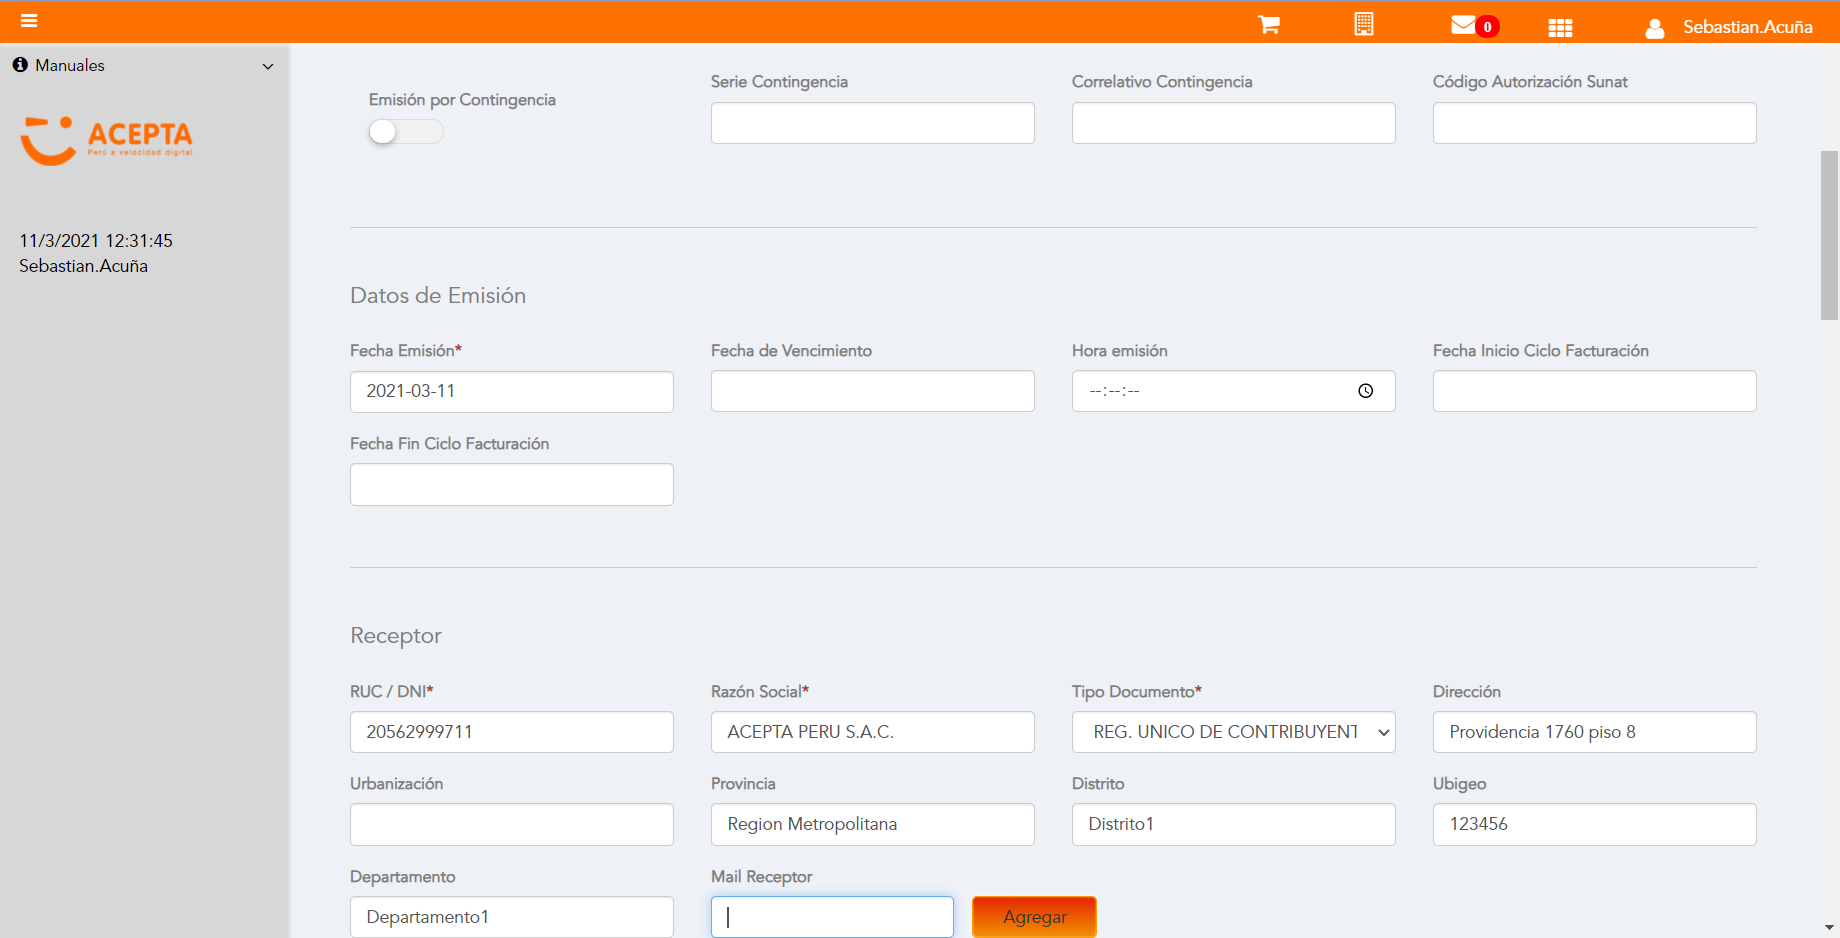 0
Sebastian.Acuña
Manuales
ACEPTA
Perú a velocidad digital
11/3/2021 12:31:45
Sebastian.Acuña
Emisión por Contingencia
Serie Contingencia
Correlativo Contingencia
Código Autorización Sunat
Datos de Emisión
Fecha Emisión*
Fecha de Vencimiento
Hora emisión
Fecha Inicio Ciclo Facturación
2021-03-11
--:--:--
Fecha Fin Ciclo Facturación
Receptor
RUC / DNI*
Razón Social*
Tipo Documento*
Dirección
20562999711
ACEPTA PERU S.A.C.
REG. UNICO DE CONTRIBUYENT
Providencia 1760 piso 8
Urbanización
Provincia
Distrito
Ubigeo
Region Metropolitana
Distrito1
123456
Departamento
Mail Receptor
Departamento1
Agregar